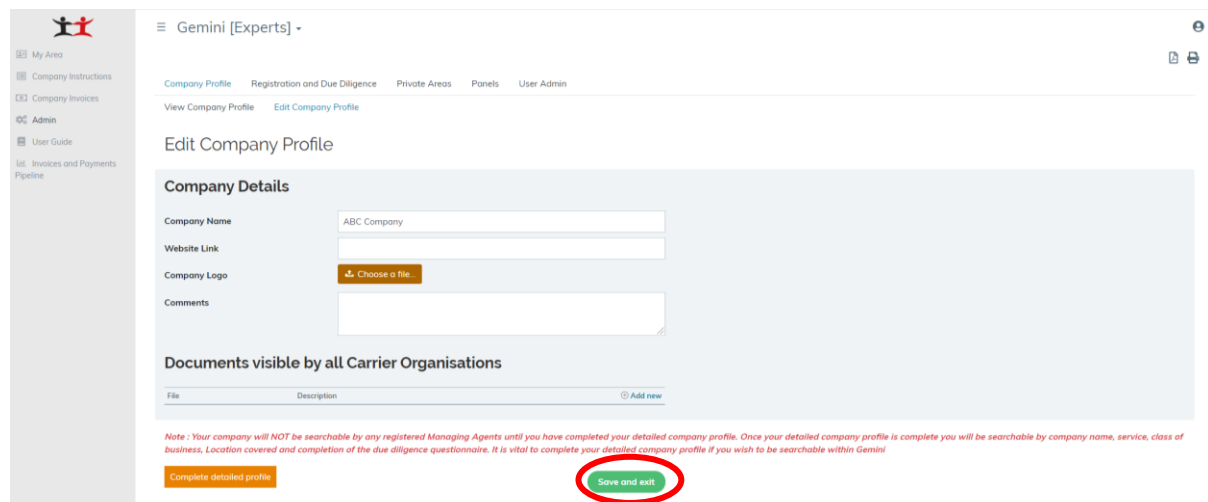 Gemini [Experts]
My Area
Company Instructions
Company Invoices
Admin
User Guide
Invoices and Payments
Pipeline
Company Profile Registration and Due Diligence Private Areas Panels User Admin
View Company Profile Edit Company Profile
Edit Company Profile
Company Details
Company Name ABC Company
Website Link
Company Logo Choose a file...
Comments
Documents visible by all Carrier Organisations
File Description Add new
Note : Your company will NOT be searchable by any registered Managing Agents until you have completed your detailed company profile. Once your detailed company profile is complete you will be searchable by company name, service, class of
business, Location covered and completion of the due diligence questionnaire. It is vital to complete your detailed company profile if you wish to be searchable within Gemini
Complete detailed profile Save and exit